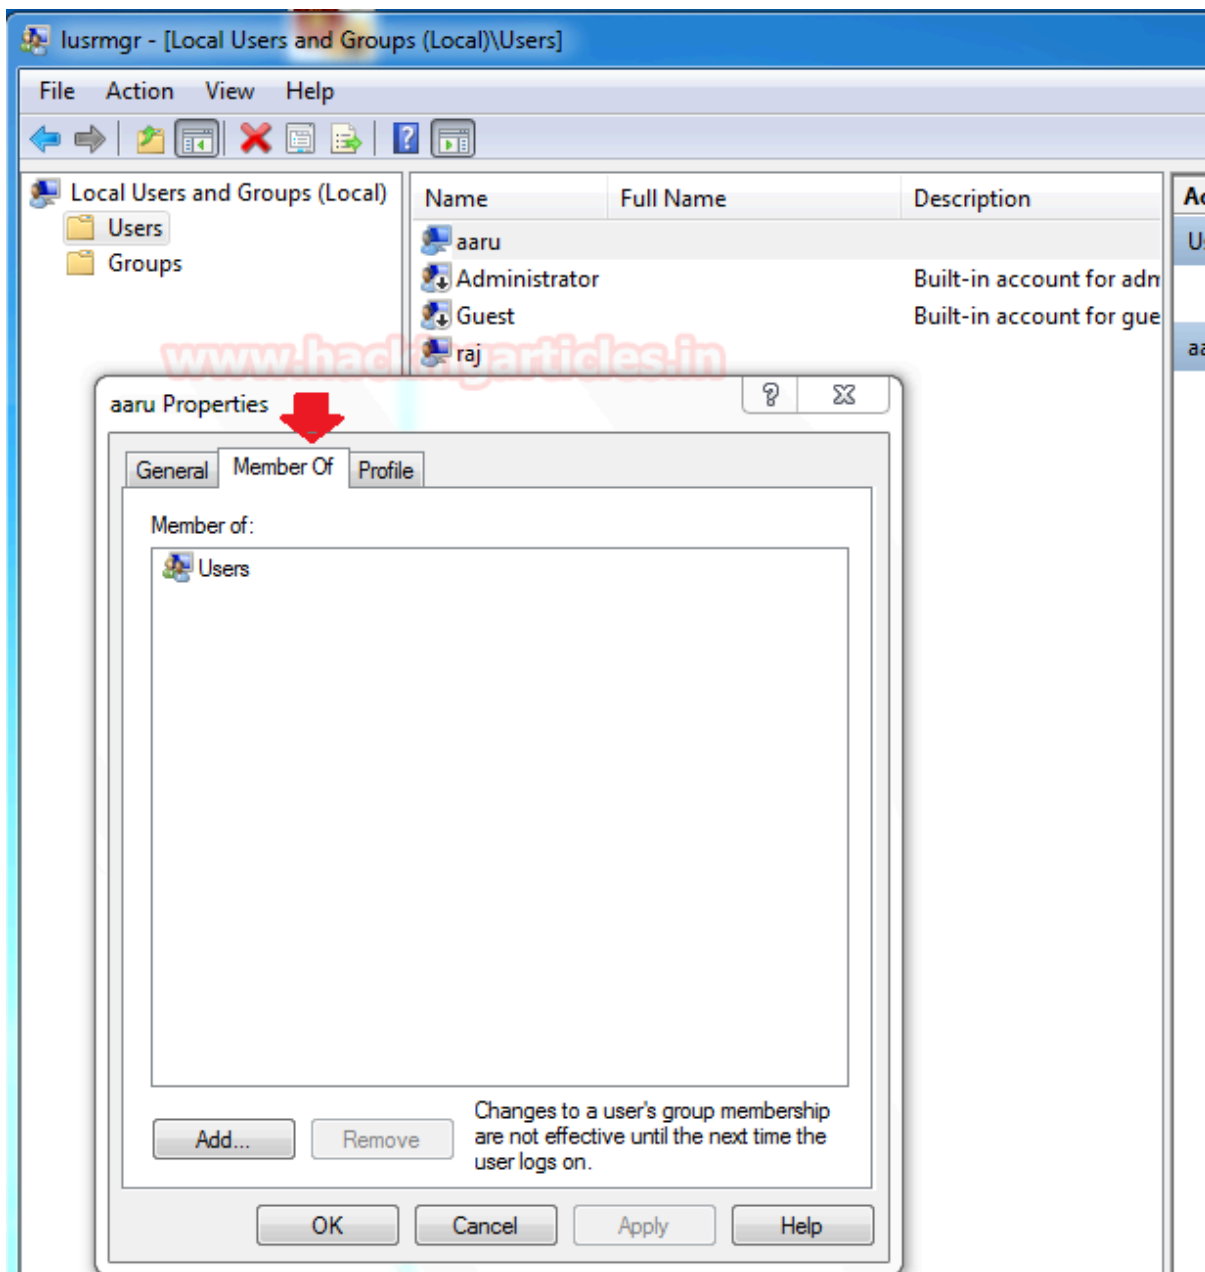 lusrmgr - [Local Users and Groups (Local)\Users]
File Action View Help
Local Users and Groups (Local)
Users
Groups
Name Full Name Description
aaru
Administrator Built-in account for adm
Guest Built-in account for gue
raj
www.hackingarticles.in
aaru Properties
General Member Of Profile
Member of:
Users
Add... Remove
Changes to a user's group membership
are not effective until the next time the
user logs on.
OK Cancel Apply Help